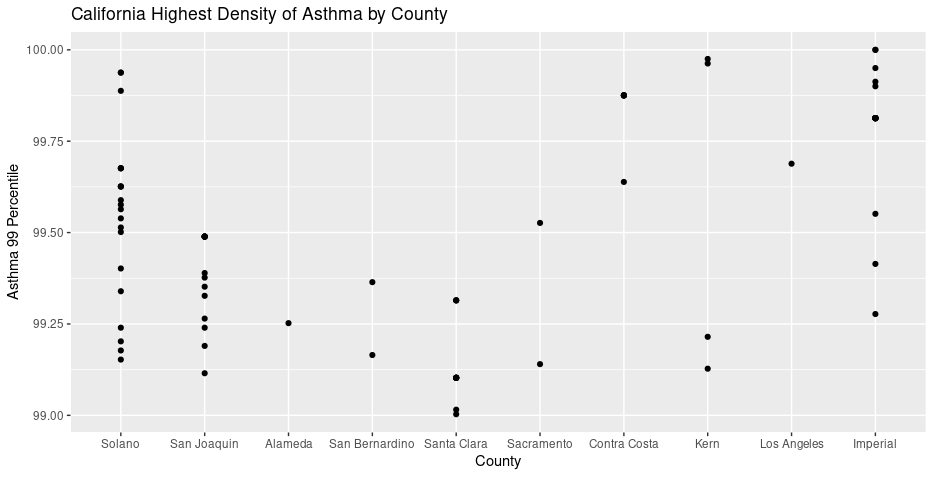 California Highest Density of Asthma by County
Asthma 99 Percentile
100.00
99.75
99.50
99.25
99.00
Solano San Joaquin Alameda San Bernardino Santa Clara Sacramento Contra Costa Kern Los Angeles Imperial
County